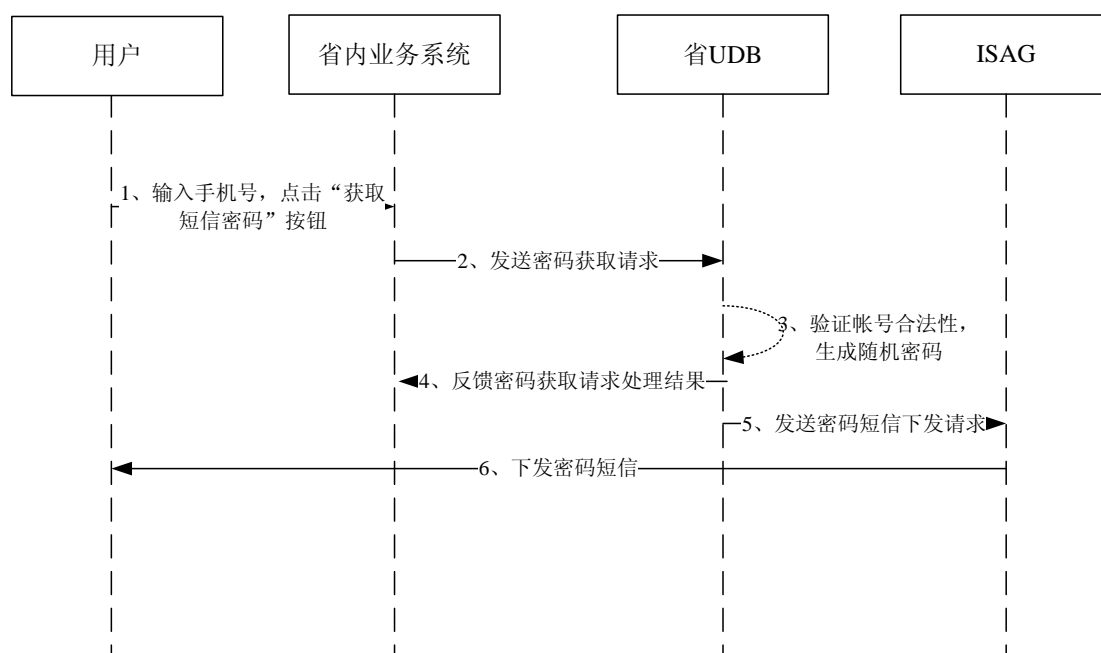 用户
省内业务系统
省UDB
ISAG
1、输入手机号，点击“获取
短信密码”按钮
2、发送密码获取请求
3、验证帐号合法性，
生成随机密码
4、反馈密码获取请求处理结果
5、发送密码短信下发请求
6、下发密码短信